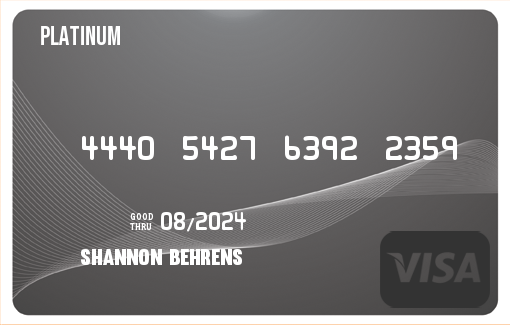 PLATINUM
4440 5427 6392 2359
GOOD THRU 08/2024
SHANNON BEHRENS
VISA